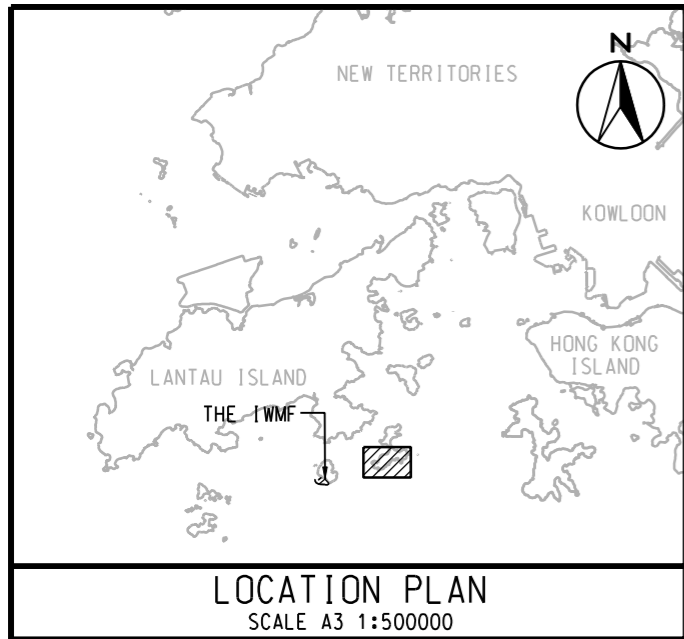 N
NEW TERRITORIES
KOWLOON
HONG KONG
ISLAND
LANTAU ISLAND
THE IWMF
LOCATION PLAN
SCALE A3 1:500000